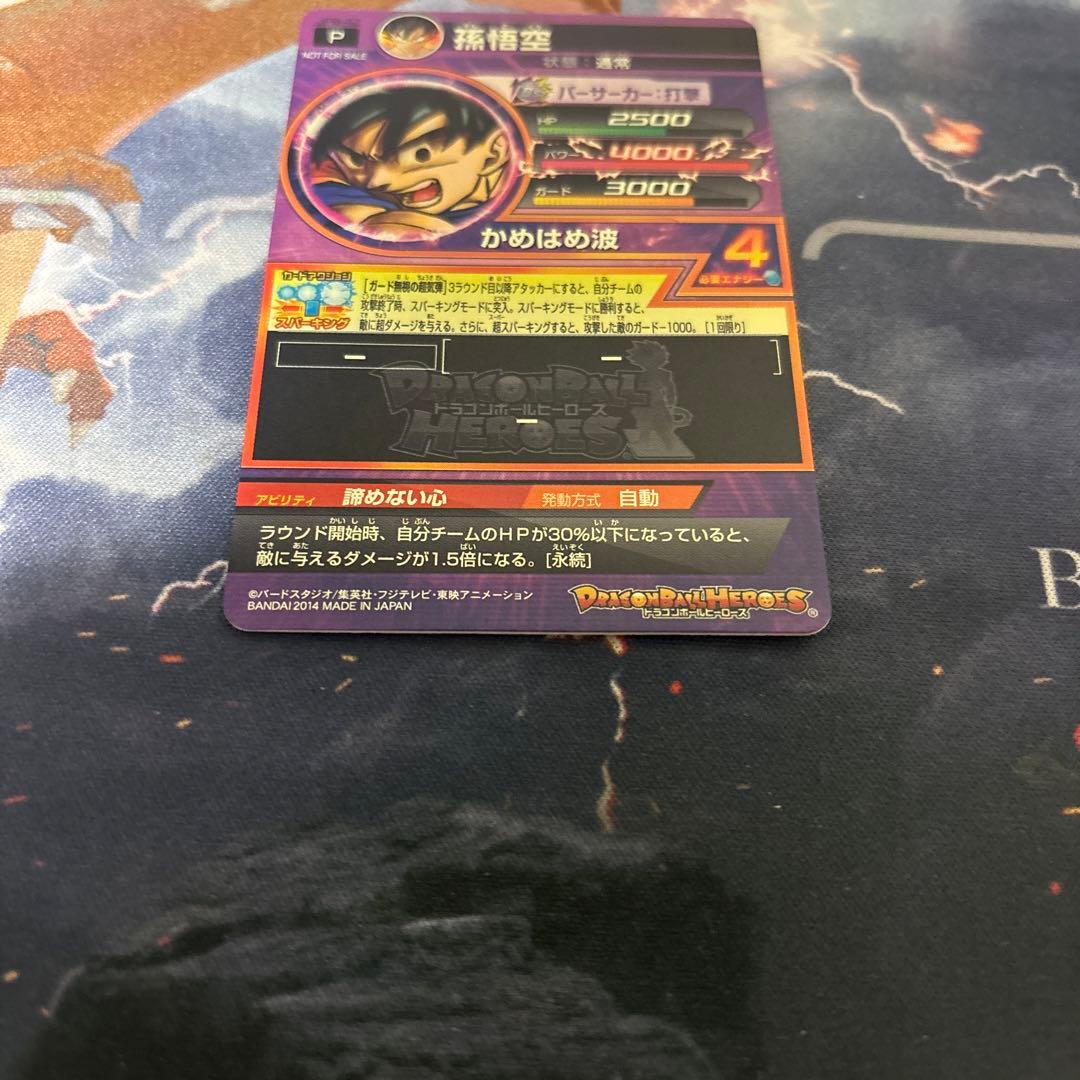 P
NOT FOR SALE
孫悟空
状態：通常
バーサーカー：打撃
HP 2500
パワー 4000
ガード 3000
かめはめ波
4
必要エナジー
カードアクション
スパーキング
[ガード無視の超気弾] 3ラウンド目以降アタッカーにすると、自分チームの
攻撃終了時、スパーキングモードに突入。スパーキングモードに勝利すると、
敵に超ダメージを与える。さらに、超スパーキングすると、攻撃した敵のガード-1000。[1回限り]
DRAGONBALL
ドラゴンボールヒーローズ
HEROES
アビリティ 諦めない心 発動方式 自動
ラウンド開始時、自分チームのHPが30%以下になっていると、
敵に与えるダメージが1.5倍になる。[永続]
©バードスタジオ/集英社・フジテレビ・東映アニメーション
BANDAI 2014 MADE IN JAPAN
DRAGONBALL HEROES
ドラゴンボールヒーローズ
®
B